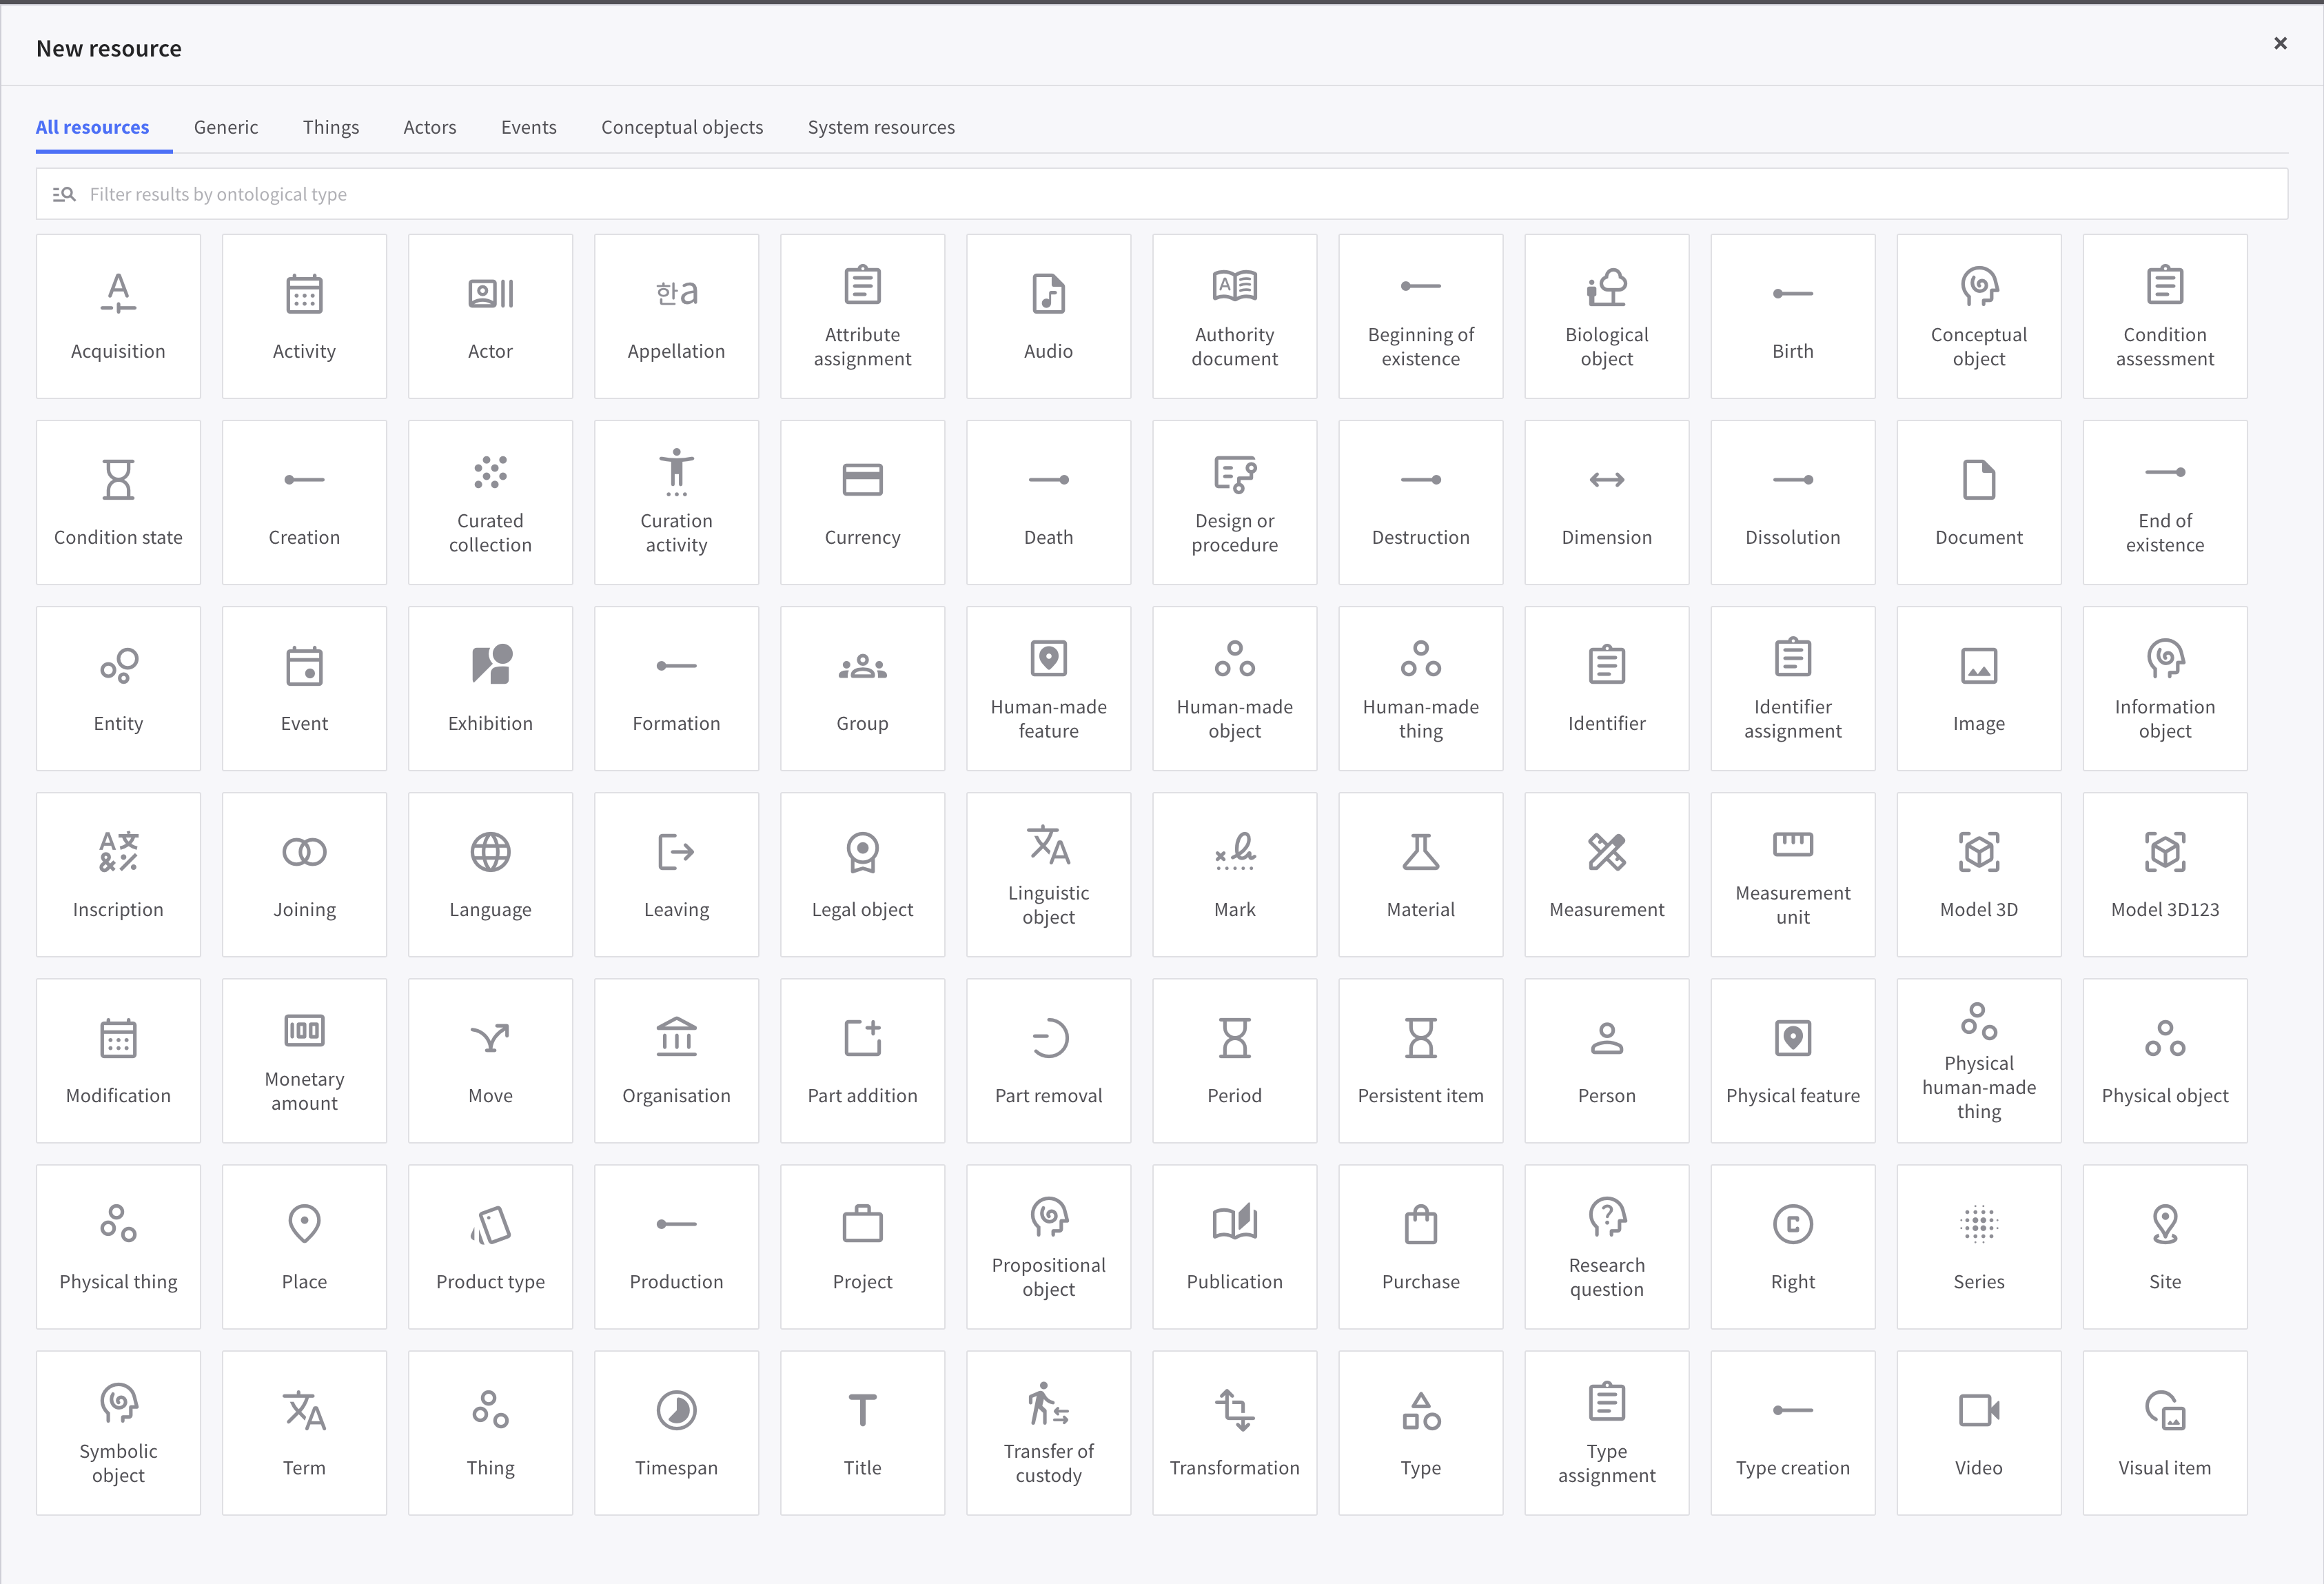 New resource
All resources Generic Things Actors Events Conceptual objects System resources
Filter results by ontological type
Acquisition
Activity
Actor
Appellation
Attribute
assignment
Audio
Authority
document
Beginning of
existence
Biological
object
Birth
Conceptual
object
Condition
assessment
Condition state
Creation
Curated
collection
Curation
activity
Currency
Death
Design or
procedure
Destruction
Dimension
Dissolution
Document
End of
existence
Entity
Event
Exhibition
Formation
Group
Human-made
feature
Human-made
object
Human-made
thing
Identifier
Identifier
assignment
Image
Information
object
Inscription
Joining
Language
Leaving
Legal object
Linguistic
object
Mark
Material
Measurement
Measurement
unit
Model 3D
Model 3D123
Modification
Monetary
amount
Move
Organisation
Part addition
Part removal
Period
Persistent item
Person
Physical feature
Physical
human-made
thing
Physical object
Physical thing
Place
Product type
Production
Project
Propositional
object
Publication
Purchase
Research
question
Right
Series
Site
Symbolic
object
Term
Thing
Timespan
Title
Transfer of
custody
Transformation
Type
Type
assignment
Type creation
Video
Visual item